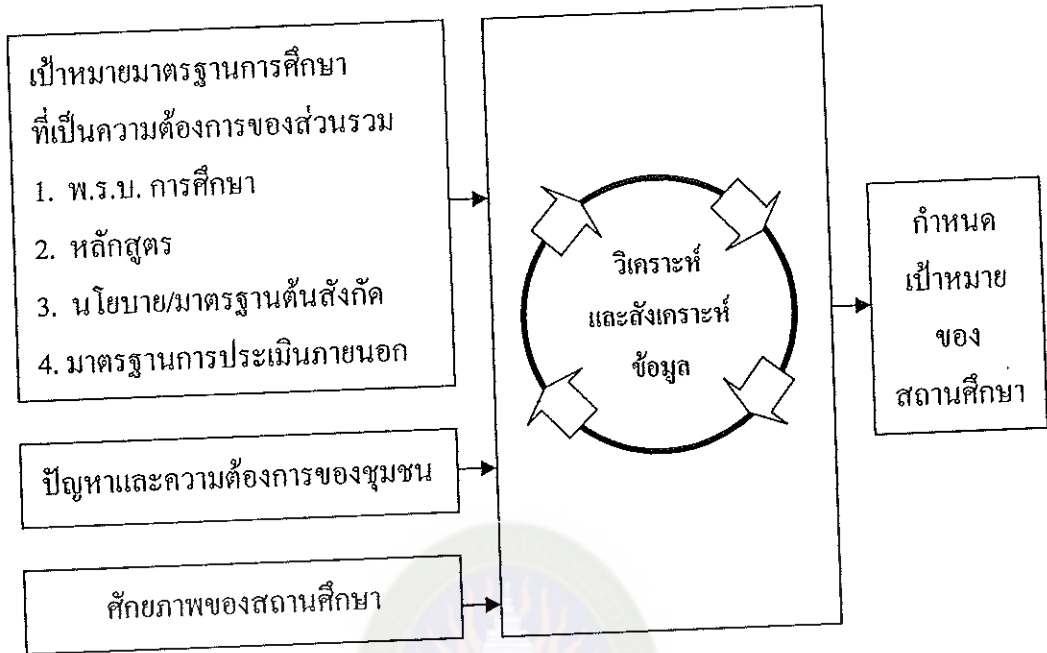 เป้าหมายมาตรฐานการศึกษา
ที่เป็นความต้องการของส่วนรวม
1. พ.ร.บ. การศึกษา
2. หลักสูตร
3. นโยบาย/มาตรฐานต้นสังกัด
4. มาตรฐานการประเมินภายนอก
ปัญหาและความต้องการของชุมชน
ศักยภาพของสถานศึกษา
วิเคราะห์
และสังเคราะห์
ข้อมูล
กำหนด
เป้าหมาย
ของ
สถานศึกษา